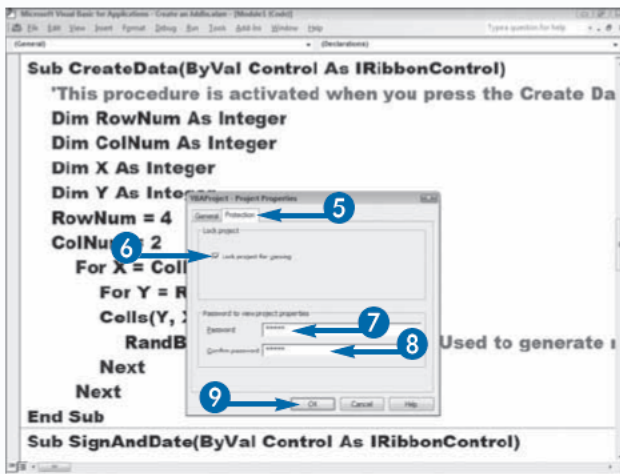 Microsoft Visual Basic for Applications - Create an AddIn.xlam - [Module1 (Code)]
File Edit View Insert Format Debug Run Tools Add-Ins Window Help
Type a question for help
(General)
(Declarations)
Sub CreateData(ByVal Control As IRibbonControl)
'This procedure is activated when you press the Create Da
Dim RowNum As Integer
Dim ColNum As Integer
Dim X As Integer
Dim Y As Intege
VBAProject - Project Properties
RowNum = 4
General Protection
5
ColNu 2
Lock project
6
Lock project for viewing
For X = Coll
For Y = R
Password to view project properties
Cells(Y, X
Password
*****
7
RandB
Confirm password
*****
8
Used to generate r
Next
Next
9
OK Cancel Help
End Sub
Sub SignAndDate(ByVal Control As IRibbonControl)